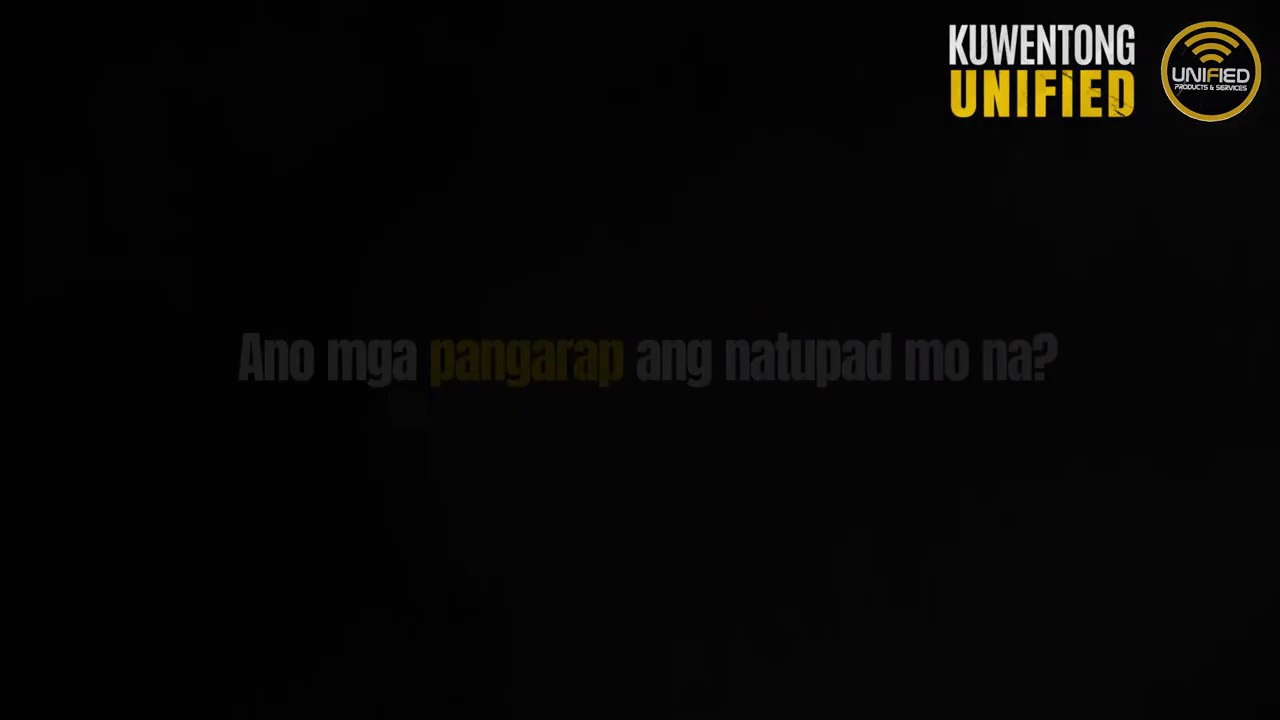 KUWENTONG
UNIFIED
UNIFIED
PRODUCTS & SERVICES
Ano mga pangarap ang natupad mo na?